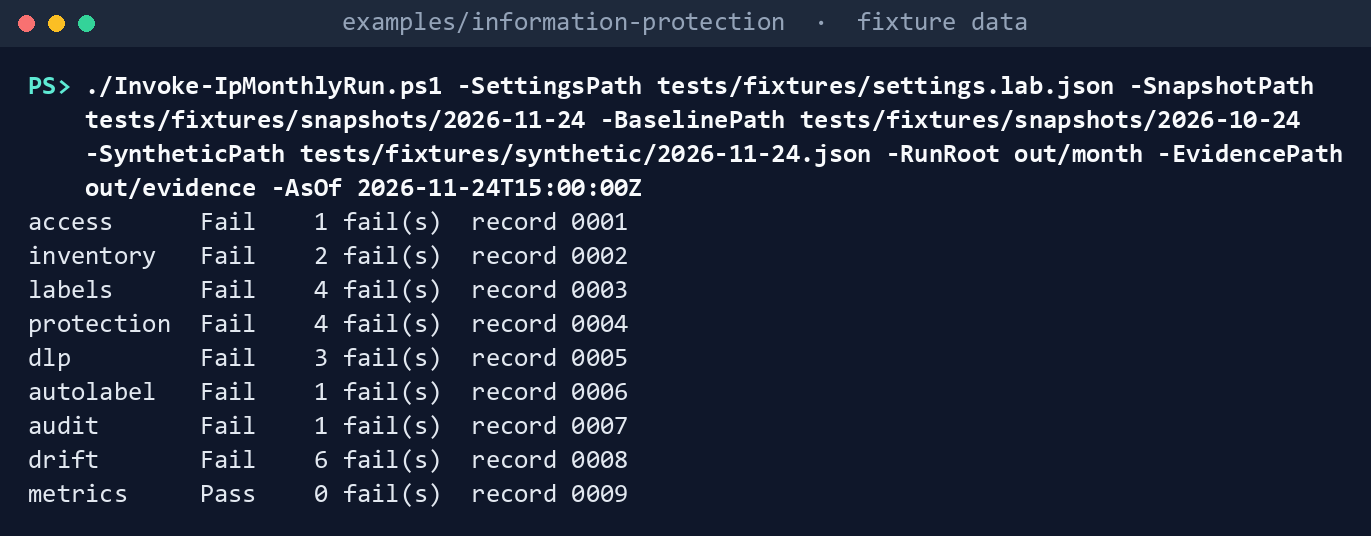 examples/information-protection · fixture data
PS> ./Invoke-IpMonthlyRun.ps1 -SettingsPath tests/fixtures/settings.lab.json -SnapshotPath
tests/fixtures/snapshots/2026-11-24 -BaselinePath tests/fixtures/snapshots/2026-10-24
-SyntheticPath tests/fixtures/synthetic/2026-11-24.json -RunRoot out/month -EvidencePath
out/evidence -AsOf 2026-11-24T15:00:00Z
access Fail 1 fail(s) record 0001
inventory Fail 2 fail(s) record 0002
labels Fail 4 fail(s) record 0003
protection Fail 4 fail(s) record 0004
dlp Fail 3 fail(s) record 0005
autolabel Fail 1 fail(s) record 0006
audit Fail 1 fail(s) record 0007
drift Fail 6 fail(s) record 0008
metrics Pass 0 fail(s) record 0009